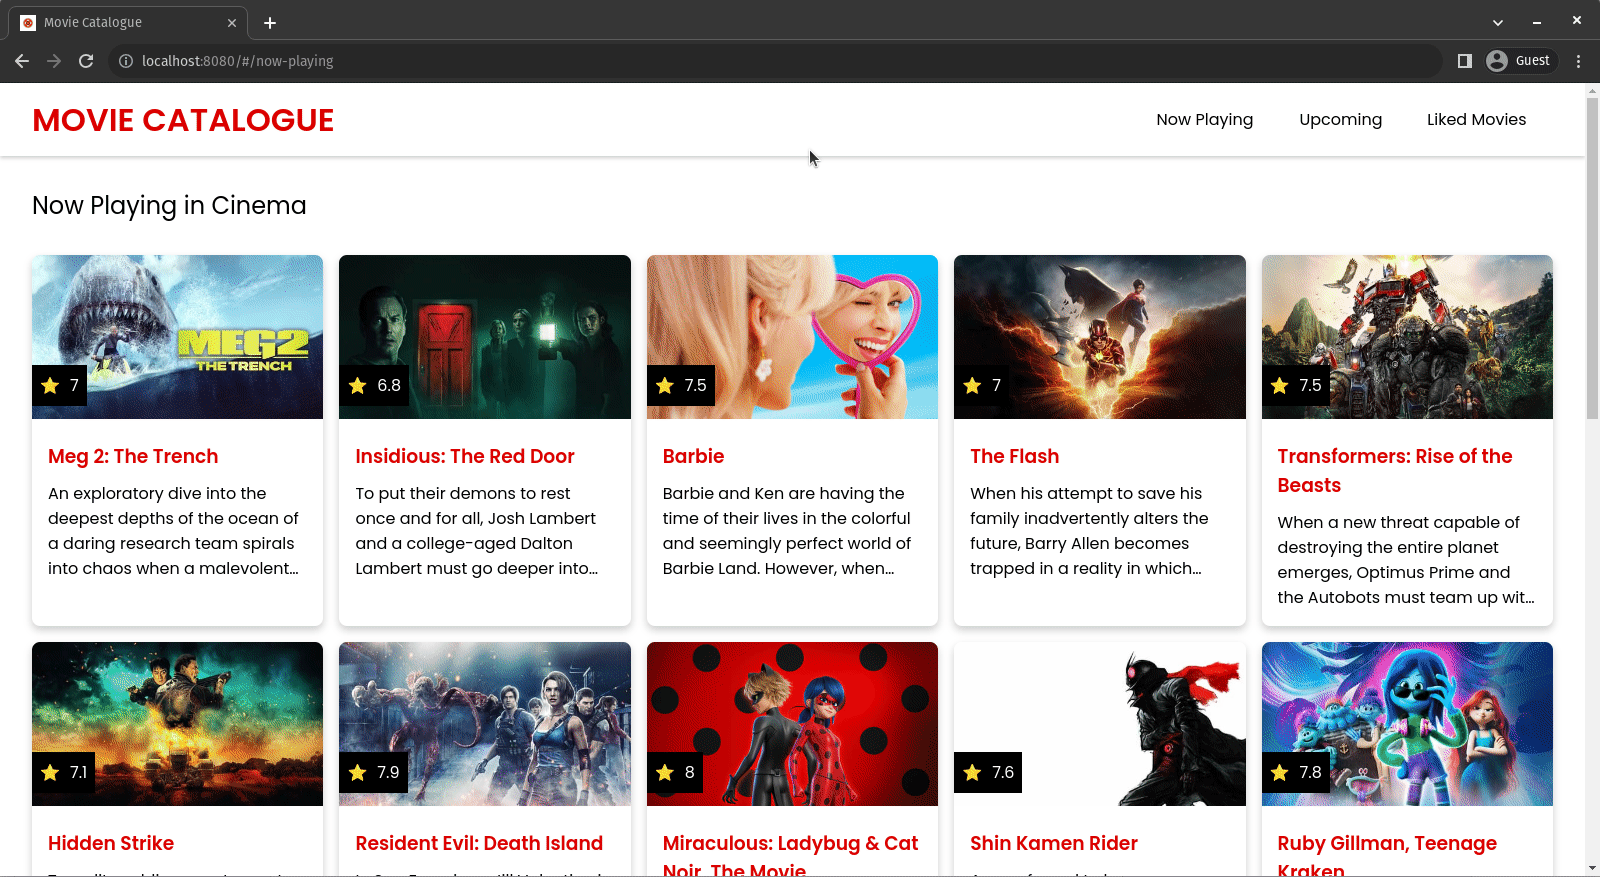 Movie Catalogue
localhost:8080/#/now-playing
Guest
MOVIE CATALOGUE
Now Playing
Upcoming
Liked Movies
Now Playing in Cinema
MEG2
THE TRENCH
7
6.8
7.5
7
7.5
Meg 2: The Trench
An exploratory dive into the
deepest depths of the ocean of
a daring research team spirals
into chaos when a malevolent...
Insidious: The Red Door
To put their demons to rest
once and for all, Josh Lambert
and a college-aged Dalton
Lambert must go deeper into...
Barbie
Barbie and Ken are having the
time of their lives in the colorful
and seemingly perfect world of
Barbie Land. However, when...
The Flash
When his attempt to save his
family inadvertently alters the
future, Barry Allen becomes
trapped in a reality in which...
Transformers: Rise of the
Beasts
When a new threat capable of
destroying the entire planet
emerges, Optimus Prime and
the Autobots must team up wit...
7.1
7.9
8
7.6
7.8
Hidden Strike
Resident Evil: Death Island
Miraculous: Ladybug & Cat
Noir, The Movie
Shin Kamen Rider
Ruby Gillman, Teenage
Kraken